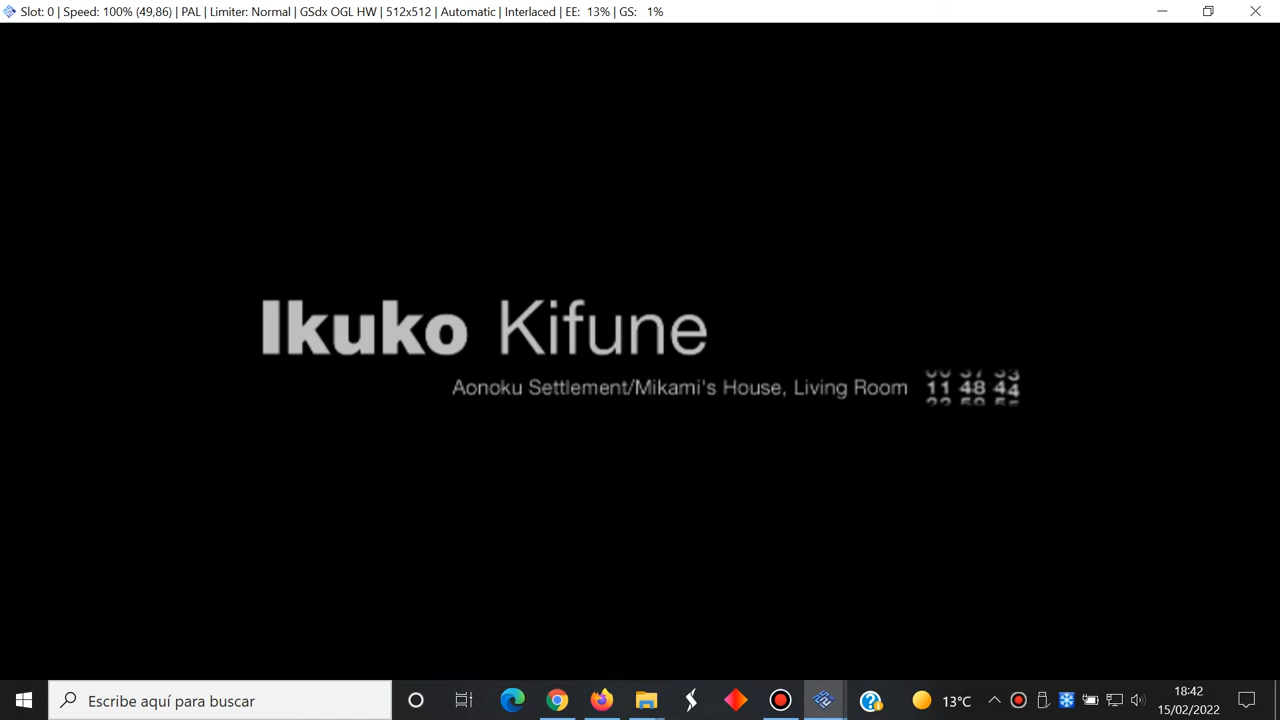 Slot: 0 | Speed: 100% (49,86) | PAL | Limiter: Normal | GSdx OGL HW | 512x512 | Automatic | Interlaced | EE: 13% | GS: 1%
Ikuko Kifune
Aonoku Settlement/Mikami's House, Living Room 11 48 44
Escribe aquí para buscar
13°C
18:42
15/02/2022